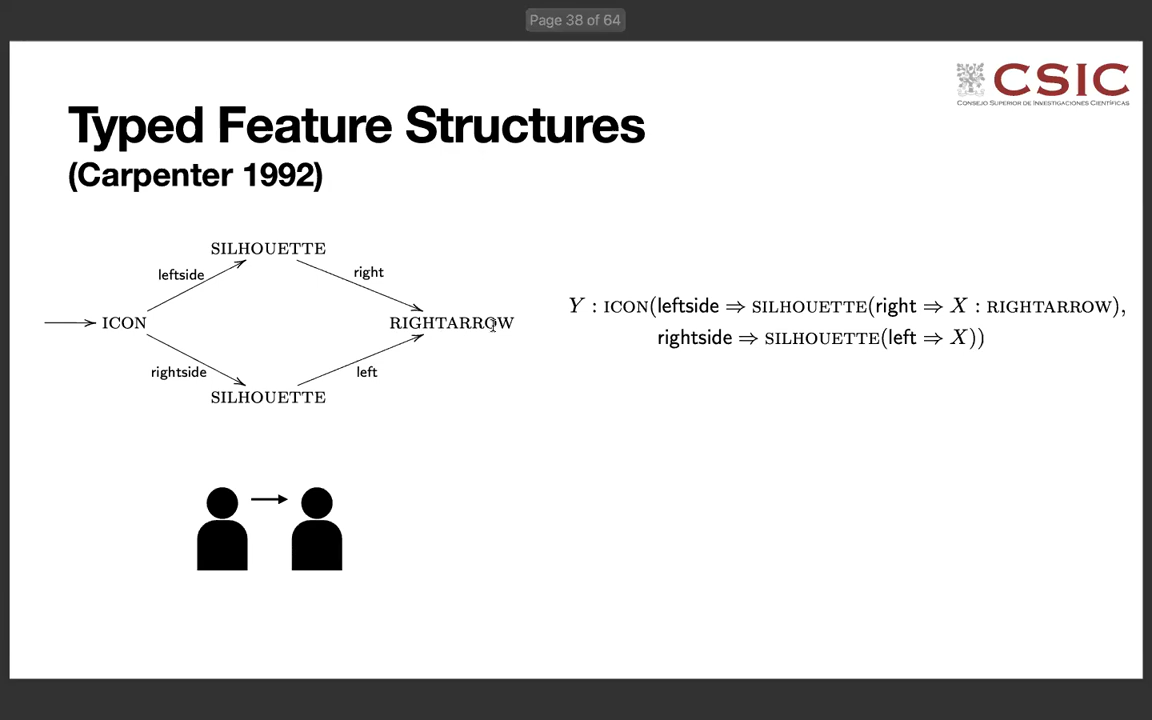 Page 38 of 64
CSIC
Consejo Superior de Investigaciones Científicas
Typed Feature Structures
(Carpenter 1992)
SILHOUETTE
leftside
right
ICON
RIGHTARROW
rightside
left
SILHOUETTE
Y : ICON(leftside ⇒ SILHOUETTE(right ⇒ X : RIGHTARROW),
rightside ⇒ SILHOUETTE(left ⇒ X))